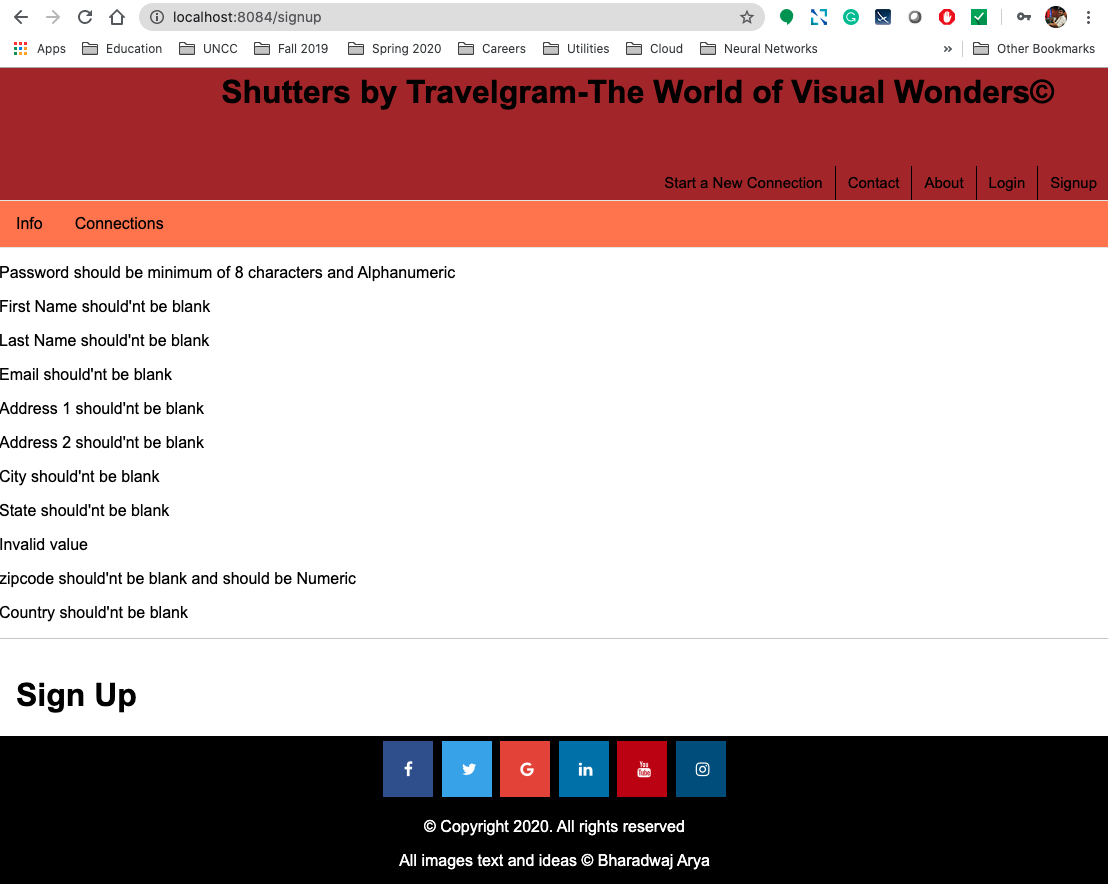 localhost:8084/signup
Apps Education UNCC Fall 2019 Spring 2020 Careers Utilities Cloud Neural Networks » Other Bookmarks
Shutters by Travelgram-The World of Visual Wonders©
Start a New Connection Contact About Login Signup
Info Connections
Password should be minimum of 8 characters and Alphanumeric
First Name should'nt be blank
Last Name should'nt be blank
Email should'nt be blank
Address 1 should'nt be blank
Address 2 should'nt be blank
City should'nt be blank
State should'nt be blank
Invalid value
zipcode should'nt be blank and should be Numeric
Country should'nt be blank
Sign Up
f G in You Tube
© Copyright 2020. All rights reserved
All images text and ideas © Bharadwaj Arya